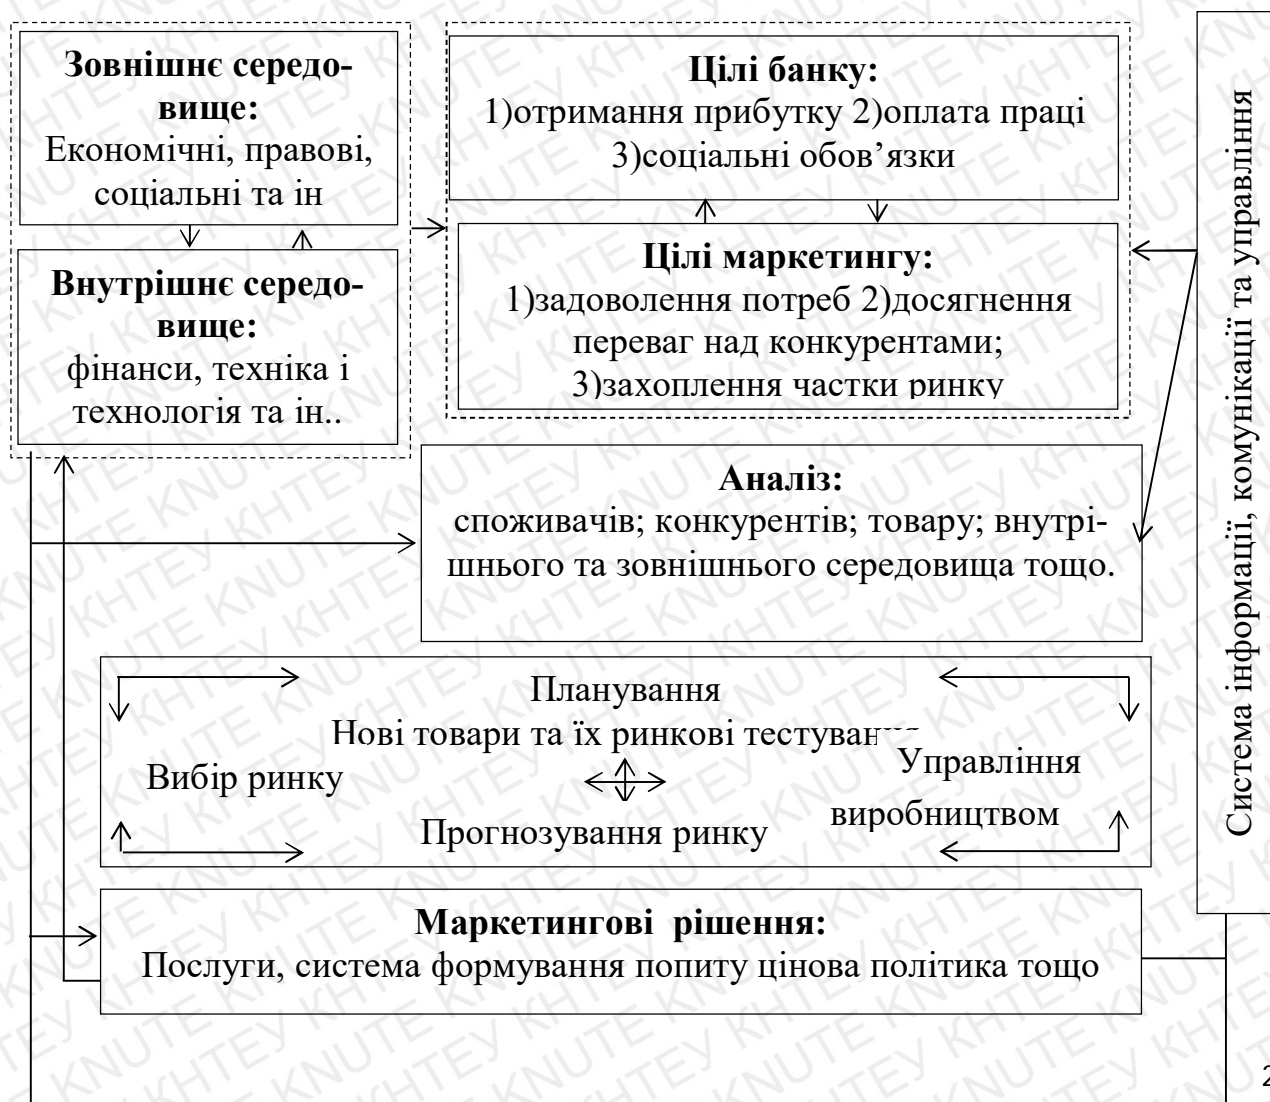 Зовнішнє середо-
вище:
Економічні, правові,
соціальні та ін
Внутрішнє середо-
вище:
фінанси, техніка і
технологія та ін..
Цілі банку:
1)отримання прибутку 2)оплата праці
3)соціальні обов’язки
Цілі маркетингу:
1)задоволення потреб 2)досягнення
переваг над конкурентами;
3)захоплення частки ринку
Аналіз:
споживачів; конкурентів; товару; внутрі-
шнього та зовнішнього середовища тощо.
Планування
Нові товари та їх ринкові тестування
Вибір ринку
Управління
виробництвом
Прогнозування ринку
Маркетингові рішення:
Послуги, система формування попиту цінова політика тощо
Система інформації, комунікації та управління
2
КНТЕУ KNUTE